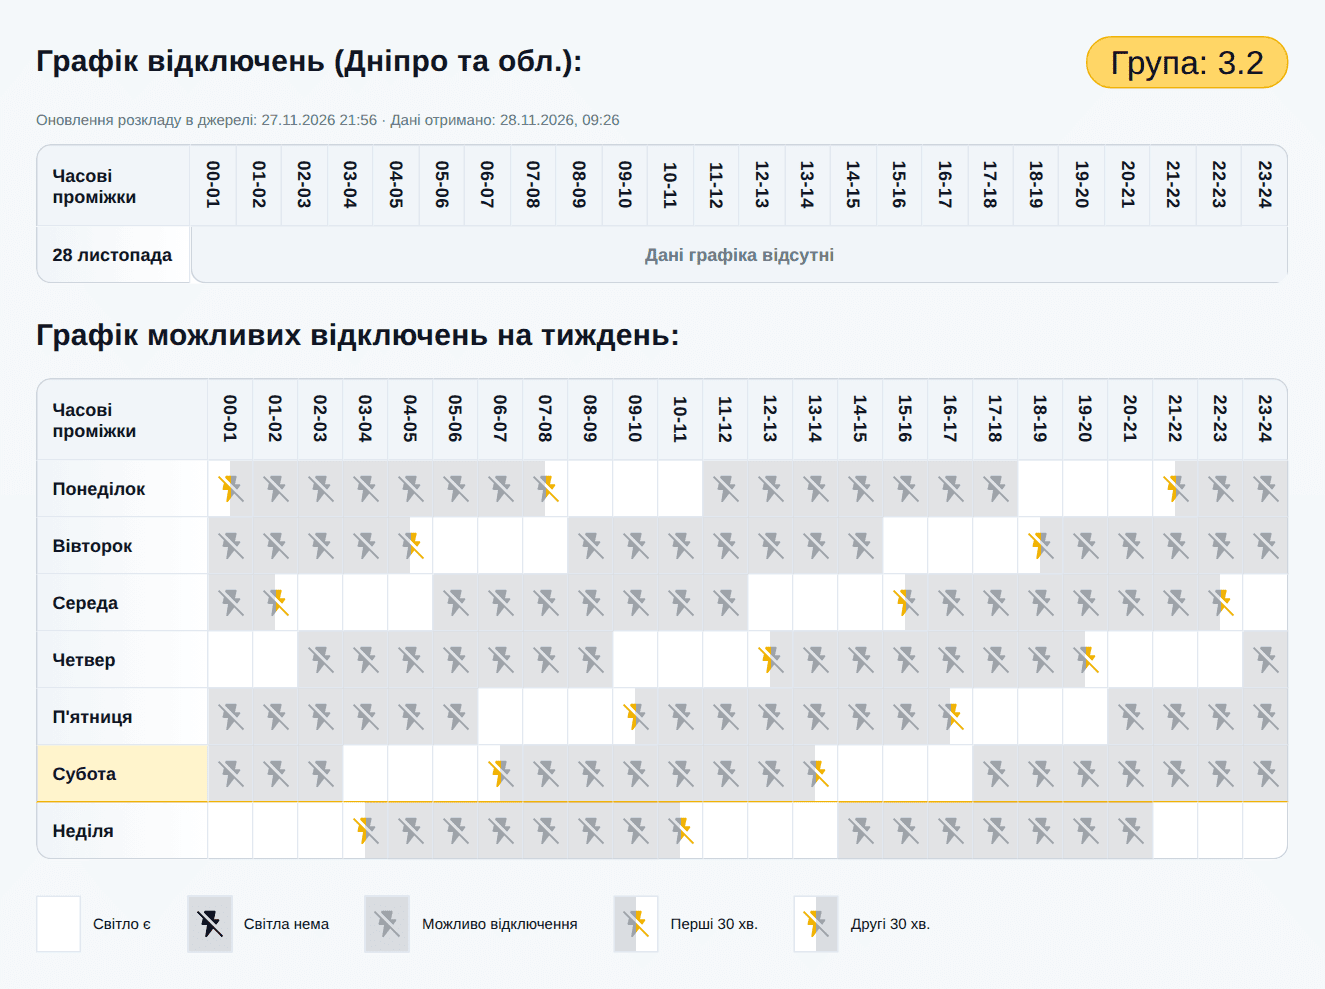 Графік відключень (Дніпро та обл.):
Група: 3.2
Оновлення розкладу в джерелі: 27.11.2026 21:56 · Дані отримано: 28.11.2026, 09:26
Часові
проміжки
00-01 01-02 02-03 03-04 04-05 05-06 06-07 07-08 08-09 09-10 10-11 11-12 12-13 13-14 14-15 15-16 16-17 17-18 18-19 19-20 20-21 21-22 22-23 23-24
28 листопада
Дані графіка відсутні
Графік можливих відключень на тиждень:
Часові
проміжки
00-01 01-02 02-03 03-04 04-05 05-06 06-07 07-08 08-09 09-10 10-11 11-12 12-13 13-14 14-15 15-16 16-17 17-18 18-19 19-20 20-21 21-22 22-23 23-24
Понеділок
Вівторок
Середа
Четвер
П'ятниця
Субота
Неділя
Світло є
Світла нема
Можливо відключення
Перші 30 хв.
Другі 30 хв.